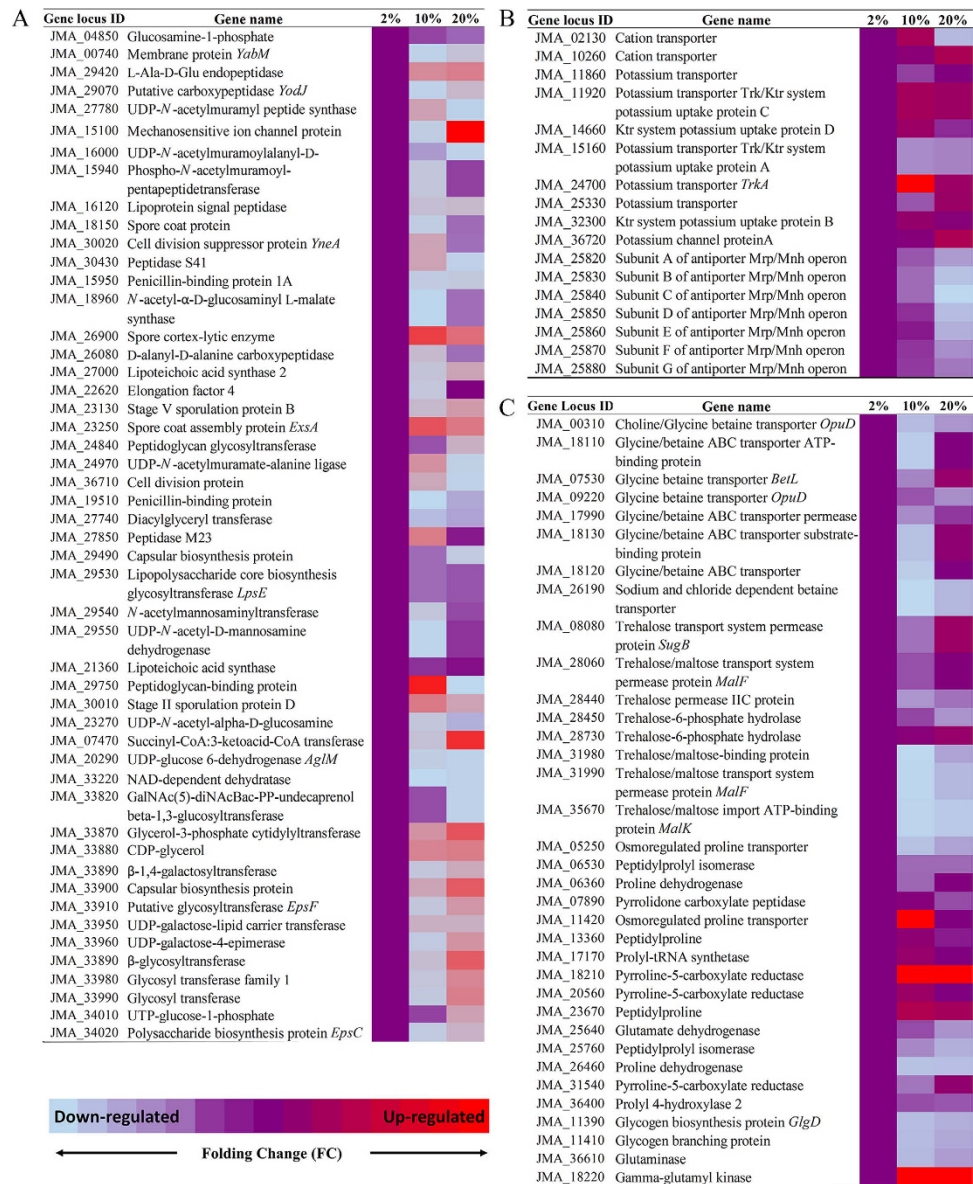 A
Gene locus ID Gene name 2% 10% 20%
JMA_04850 Glucosamine-1-phosphate
JMA_00740 Membrane protein YabM
JMA_29420 L-Ala-D-Glu endopeptidase
JMA_29070 Putative carboxypeptidase YodJ
JMA_27780 UDP-N-acetylmuramyl peptide synthase
JMA_15100 Mechanosensitive ion channel protein
JMA_16000 UDP-N-acetylmuramoylalanyl-D-
JMA_15940 Phospho-N-acetylmuramoyl-
pentapeptidetransferase
JMA_16120 Lipoprotein signal peptidase
JMA_18150 Spore coat protein
JMA_30020 Cell division suppressor protein YneA
JMA_30430 Peptidase S41
JMA_15950 Penicillin-binding protein 1A
JMA_18960 N-acetyl-α-D-glucosaminyl L-malate
synthase
JMA_26900 Spore cortex-lytic enzyme
JMA_26080 D-alanyl-D-alanine carboxypeptidase
JMA_27000 Lipoteichoic acid synthase 2
JMA_22620 Elongation factor 4
JMA_23130 Stage V sporulation protein B
JMA_23250 Spore coat assembly protein ExsA
JMA_24840 Peptidoglycan glycosyltransferase
JMA_24970 UDP-N-acetylmuramate-alanine ligase
JMA_36710 Cell division protein
JMA_19510 Penicillin-binding protein
JMA_27740 Diacylglyceryl transferase
JMA_27850 Peptidase M23
JMA_29490 Capsular biosynthesis protein
JMA_29530 Lipopolysaccharide core biosynthesis
glycosyltransferase LpsE
JMA_29540 N-acetylmannosaminyltransferase
JMA_29550 UDP-N-acetyl-D-mannosamine
dehydrogenase
JMA_21360 Lipoteichoic acid synthase
JMA_29750 Peptidoglycan-binding protein
JMA_30010 Stage II sporulation protein D
JMA_23270 UDP-N-acetyl-alpha-D-glucosamine
JMA_07470 Succinyl-CoA:3-ketoacid-CoA transferase
JMA_20290 UDP-glucose 6-dehydrogenase AglM
JMA_33220 NAD-dependent dehydratase
JMA_33820 GalNAc(5)-diNAcBac-PP-undecaprenol
beta-1,3-glucosyltransferase
JMA_33870 Glycerol-3-phosphate cytidylyltransferase
JMA_33880 CDP-glycerol
JMA_33890 β-1,4-galactosyltransferase
JMA_33900 Capsular biosynthesis protein
JMA_33910 Putative glycosyltransferase EpsF
JMA_33950 UDP-galactose-lipid carrier transferase
JMA_33960 UDP-galactose-4-epimerase
JMA_33890 β-glycosyltransferase
JMA_33980 Glycosyl transferase family 1
JMA_33990 Glycosyl transferase
JMA_34010 UTP-glucose-1-phosphate
JMA_34020 Polysaccharide biosynthesis protein EpsC
Down-regulated Up-regulated
Folding Change (FC)
B
Gene locus ID Gene name 2% 10% 20%
JMA_02130 Cation transporter
JMA_10260 Cation transporter
JMA_11860 Potassium transporter
JMA_11920 Potassium transporter Trk/Ktr system
potassium uptake protein C
JMA_14660 Ktr system potassium uptake protein D
JMA_15160 Potassium transporter Trk/Ktr system
potassium uptake protein A
JMA_24700 Potassium transporter TrkA
JMA_25330 Potassium transporter
JMA_32300 Ktr system potassium uptake protein B
JMA_36720 Potassium channel proteinA
JMA_25820 Subunit A of antiporter Mrp/Mnh operon
JMA_25830 Subunit B of antiporter Mrp/Mnh operon
JMA_25840 Subunit C of antiporter Mrp/Mnh operon
JMA_25850 Subunit D of antiporter Mrp/Mnh operon
JMA_25860 Subunit E of antiporter Mrp/Mnh operon
JMA_25870 Subunit F of antiporter Mrp/Mnh operon
JMA_25880 Subunit G of antiporter Mrp/Mnh operon
C
Gene Locus ID Gene name 2% 10% 20%
JMA_00310 Choline/Glycine betaine transporter OpuD
JMA_18110 Glycine/betaine ABC transporter ATP-
binding protein
JMA_07530 Glycine betaine transporter BetL
JMA_09220 Glycine betaine transporter OpuD
JMA_17990 Glycine/betaine ABC transporter permease
JMA_18130 Glycine/betaine ABC transporter substrate-
binding protein
JMA_18120 Glycine/betaine ABC transporter
JMA_26190 Sodium and chloride dependent betaine
transporter
JMA_08080 Trehalose transport system permease
protein SugB
JMA_28060 Trehalose/maltose transport system
permease protein MalF
JMA_28440 Trehalose permease IIC protein
JMA_28450 Trehalose-6-phosphate hydrolase
JMA_28730 Trehalose-6-phosphate hydrolase
JMA_31980 Trehalose/maltose-binding protein
JMA_31990 Trehalose/maltose transport system
permease protein MalF
JMA_35670 Trehalose/maltose import ATP-binding
protein MalK
JMA_05250 Osmoregulated proline transporter
JMA_06530 Peptidylprolyl isomerase
JMA_06360 Proline dehydrogenase
JMA_07890 Pyrrolidone carboxylate peptidase
JMA_11420 Osmoregulated proline transporter
JMA_13360 Peptidylproline
JMA_17170 Prolyl-tRNA synthetase
JMA_18210 Pyrroline-5-carboxylate reductase
JMA_20560 Pyrroline-5-carboxylate reductase
JMA_23670 Peptidylproline
JMA_25640 Glutamate dehydrogenase
JMA_25760 Peptidylprolyl isomerase
JMA_26460 Proline dehydrogenase
JMA_31540 Pyrroline-5-carboxylate reductase
JMA_36400 Prolyl 4-hydroxylase 2
JMA_11390 Glycogen biosynthesis protein GlgD
JMA_11410 Glycogen branching protein
JMA_36610 Glutaminase
JMA_18220 Gamma-glutamyl kinase